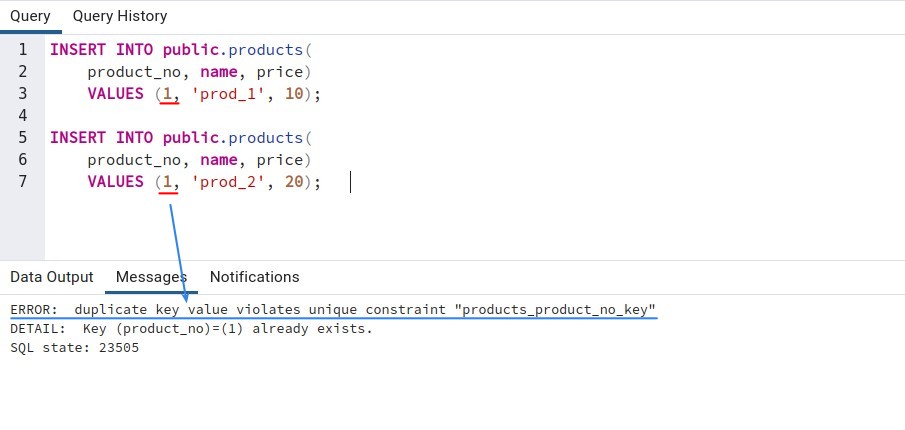 Query Query History
1 INSERT INTO public.products(
2 product_no, name, price)
3 VALUES (1, 'prod_1', 10);
4
5 INSERT INTO public.products(
6 product_no, name, price)
7 VALUES (1, 'prod_2', 20);
Data Output Messages Notifications
ERROR: duplicate key value violates unique constraint "products_product_no_key"
DETAIL: Key (product_no)=(1) already exists.
SQL state: 23505